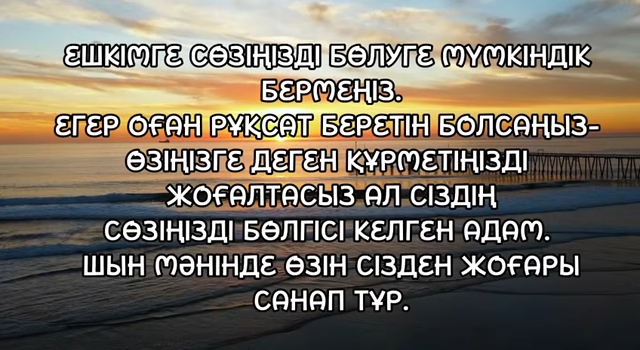 ЕШКІМГЕ СӨЗІҢІЗДІ БӨЛУГЕ МҮМКІНДІК
БЕРМЕҢІЗ.
ЕГЕР ОҒАН РҰҚСАТ БЕРЕТІН БОЛСАҢЫЗ-
ӨЗІҢІЗГЕ ДЕГЕН ҚҰРМЕТІҢІЗДІ
ЖОҒАЛТАСЫЗ АЛ СІЗДІҢ
СӨЗІҢІЗДІ БӨЛГІСІ КЕЛГЕН АДАМ.
ШЫН МӘНІНДЕ ӨЗІН СІЗДЕН ЖОҒАРЫ
САНАП ТҰР.